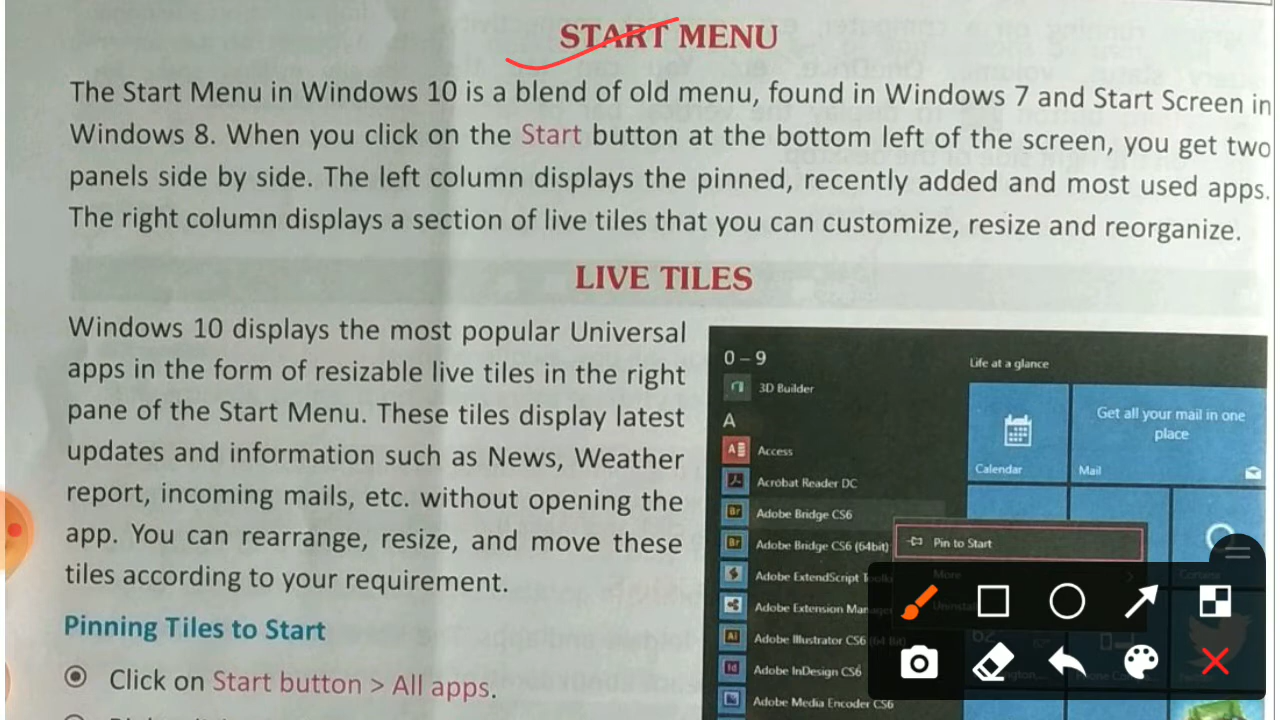 START MENU
The Start Menu in Windows 10 is a blend of old menu, found in Windows 7 and Start Screen in
Windows 8. When you click on the Start button at the bottom left of the screen, you get two
panels side by side. The left column displays the pinned, recently added and most used apps.
The right column displays a section of live tiles that you can customize, resize and reorganize.
LIVE TILES
Windows 10 displays the most popular Universal
apps in the form of resizable live tiles in the right
pane of the Start Menu. These tiles display latest
updates and information such as News, Weather
report, incoming mails, etc. without opening the
app. You can rearrange, resize, and move these
tiles according to your requirement.
Pinning Tiles to Start
Click on Start button > All apps.
0 – 9
3D Builder
A
Access
Acrobat Reader DC
Adobe Bridge CS6
Adobe Bridge CS6 (64bit)
Adobe ExtendScript
Adobe Extension Manager
Adobe Illustrator CS6 (64 Bit)
Adobe InDesign CS6
Adobe Media Encoder CS6
Life at a glance
Calendar
Get all your mail in one
place
Mail
Pin to Start
More
Cortana